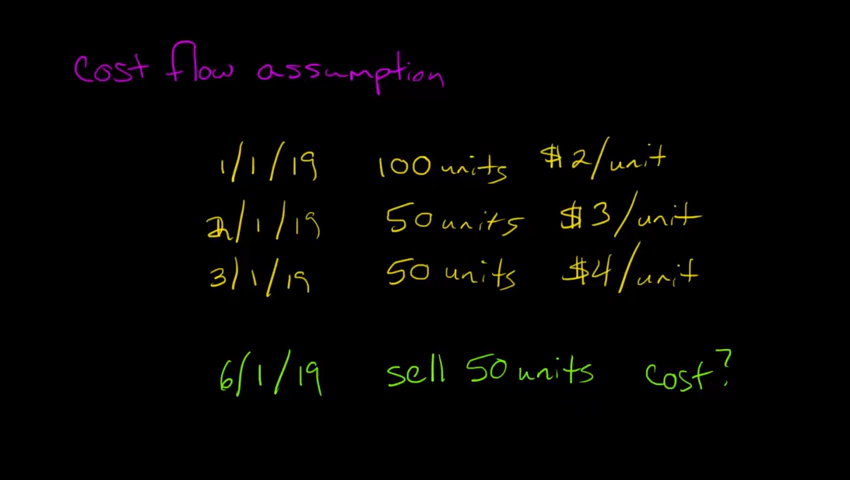 cost flow assumption
1/1/19 100 units $2/unit
2/1/19 50 units $3/unit
3/1/19 50 units $4/unit
6/1/19 sell 50 units cost?